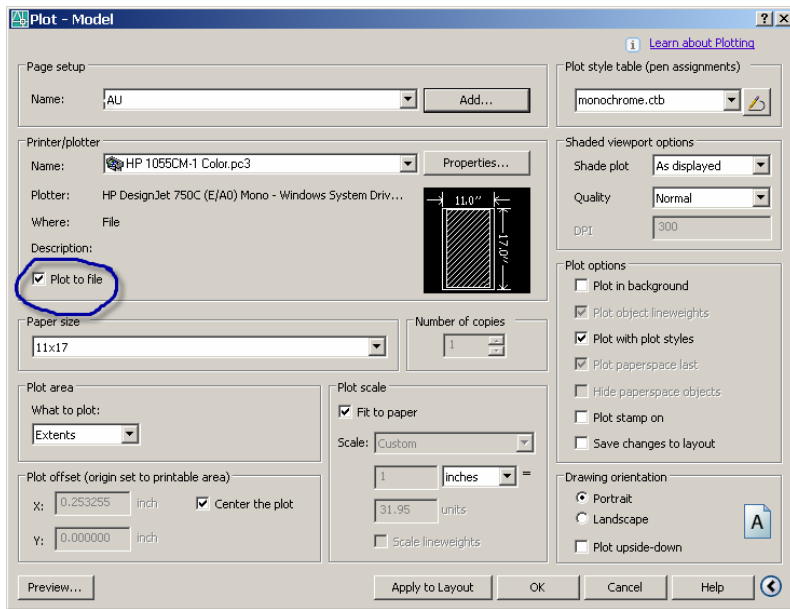 Plot - Model
Learn about Plotting
Page setup
Name: AU Add...
Plot style table (pen assignments)
monochrome.ctb
Printer/plotter
Name: HP 1055CM-1 Color.pc3 Properties...
Plotter: HP DesignJet 750C (E/A0) Mono - Windows System Driv...
Where: File
Description:
Plot to file
11.0''
17.0''
Shaded viewport options
Shade plot As displayed
Quality Normal
DPI 300
Paper size
11x17
Number of copies
1
Plot options
Plot in background
Plot object lineweights
Plot with plot styles
Plot paperspace last
Hide paperspace objects
Plot stamp on
Save changes to layout
Plot area
What to plot:
Extents
Plot scale
Fit to paper
Scale: Custom
1 inches =
31.95 units
Scale lineweights
Plot offset (origin set to printable area)
X: 0.253255 inch Center the plot
Y: 0.000000 inch
Drawing orientation
Portrait
Landscape
Plot upside-down
A
Preview... Apply to Layout OK Cancel Help